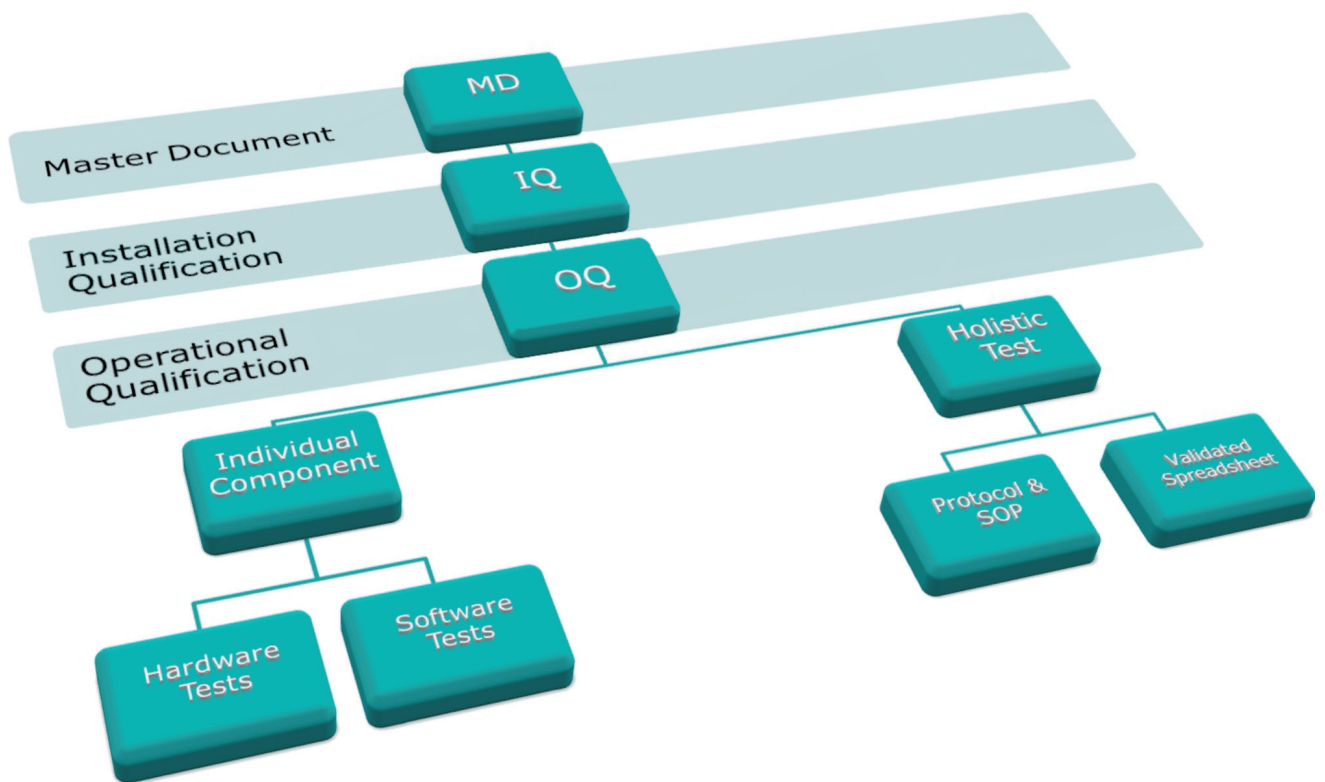 MD
Master Document
IQ
Installation
Qualification
OQ
Operational
Qualification
Holistic
Test
Individual
Component
Protocol &
SOP
Validated
Spreadsheet
Hardware
Tests
Software
Tests